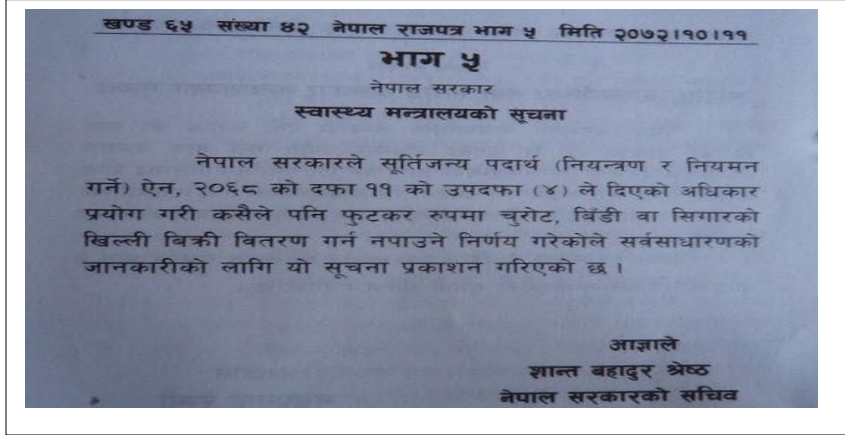 खण्ड ६५ संख्या ४२ नेपाल राजपत्र भाग ५ मिति २०७२।१०।११
भाग ५
नेपाल सरकार
स्वास्थ्य मन्त्रालयको सूचना
नेपाल सरकारले सूर्तिजन्य पदार्थ (नियन्त्रण र नियमन
गर्ने) ऐन, २०६८ को दफा ११ को उपदफा (४) ले दिएको अधिकार
प्रयोग गरी कसैले पनि फुटकर रुपमा चुरोट, बिंडी वा सिगारको
खिल्ली बिक्री वितरण गर्न नपाउने निर्णय गरेकोले सर्वसाधारणको
जानकारीको लागि यो सूचना प्रकाशन गरिएको छ ।
आज्ञाले
शान्त बहादुर श्रेष्ठ
नेपाल सरकारको सचिव